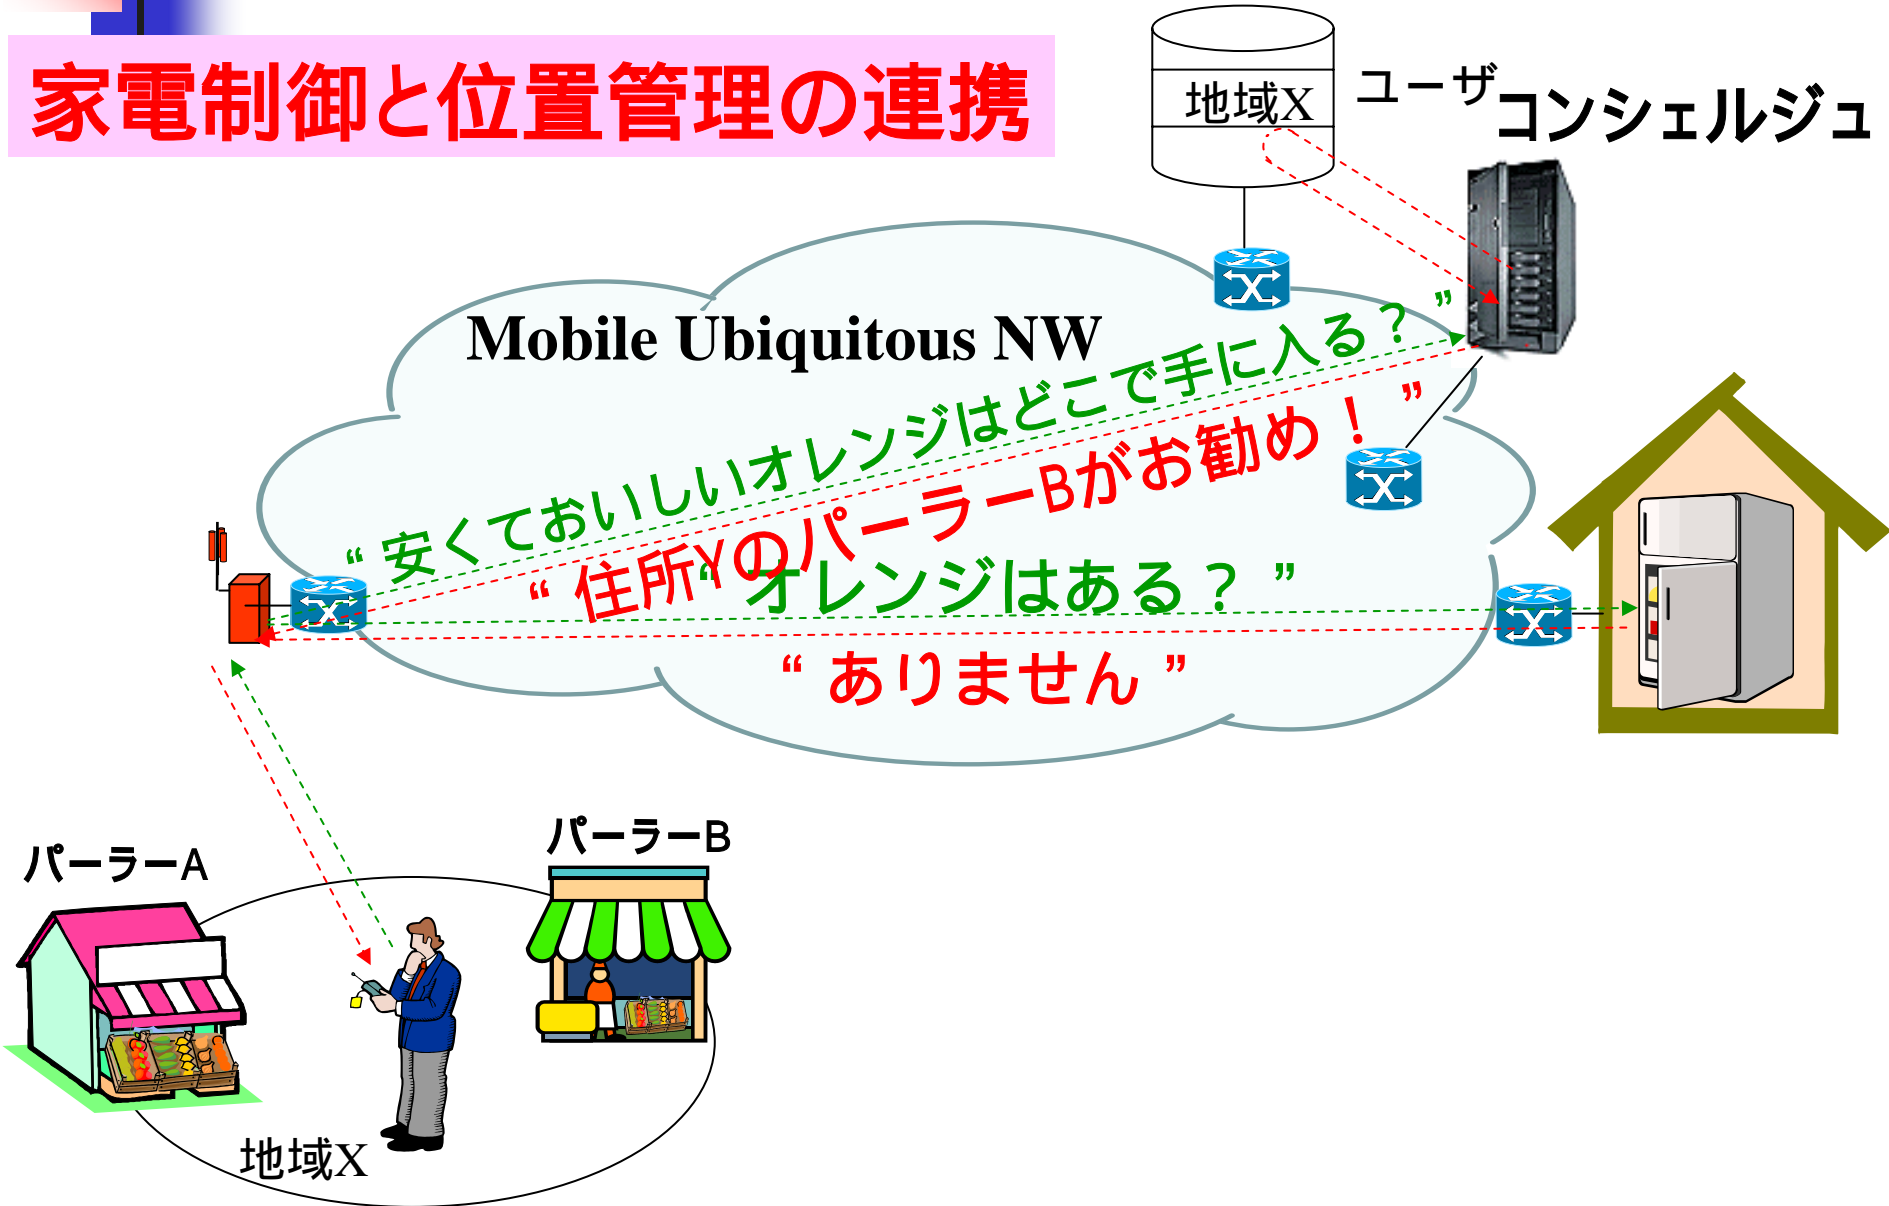 家電制御と位置管理の連携
地域X
ユーザ
コンシェルジュ
Mobile Ubiquitous NW
“ 安くておいしいオレンジはどこで手に入る？ ”
“ 住所YのパーラーBがお勧め！ ”
“ オレンジはある？ ”
“ ありません ”
パーラーA
パーラーB
地域X